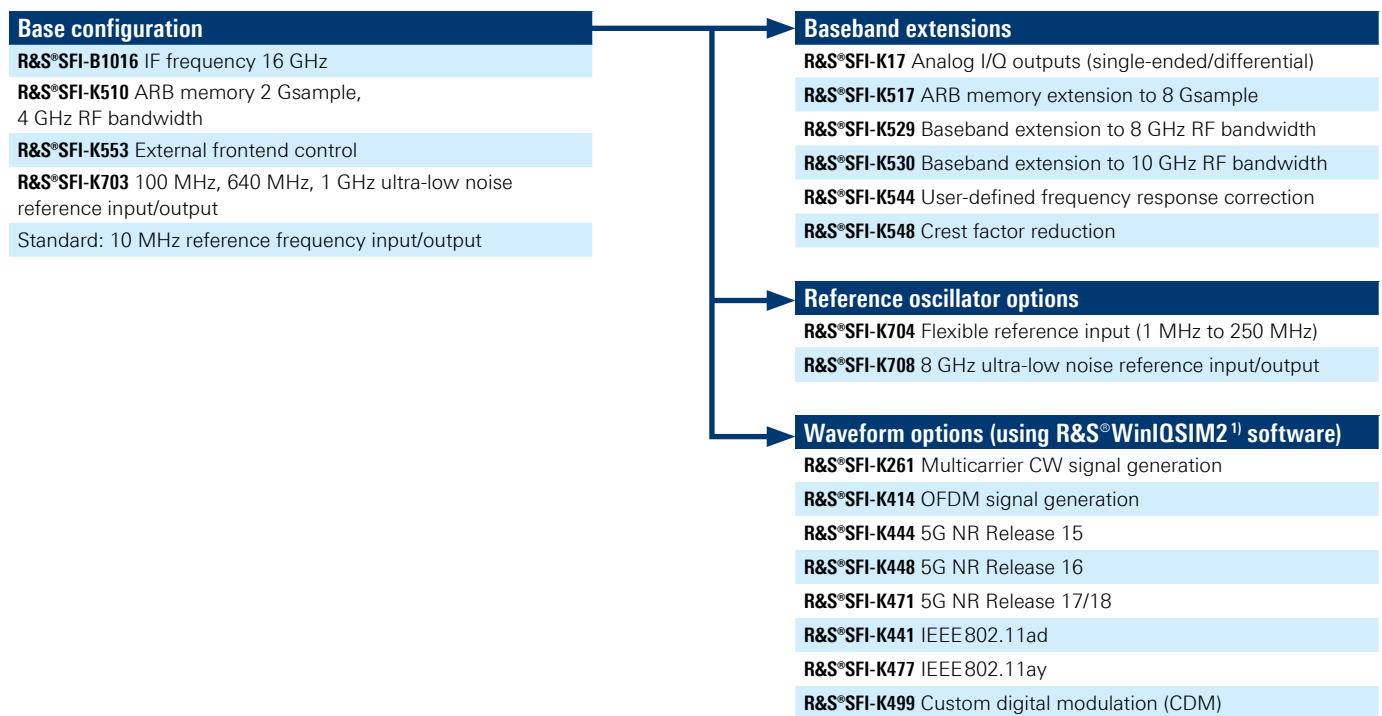 Base configuration
R&S®SFI-B1016 IF frequency 16 GHz
R&S®SFI-K510 ARB memory 2 Gsample,
4 GHz RF bandwidth
R&S®SFI-K553 External frontend control
R&S®SFI-K703 100 MHz, 640 MHz, 1 GHz ultra-low noise
reference input/output
Standard: 10 MHz reference frequency input/output
Baseband extensions
R&S®SFI-K17 Analog I/Q outputs (single-ended/differential)
R&S®SFI-K517 ARB memory extension to 8 Gsample
R&S®SFI-K529 Baseband extension to 8 GHz RF bandwidth
R&S®SFI-K530 Baseband extension to 10 GHz RF bandwidth
R&S®SFI-K544 User-defined frequency response correction
R&S®SFI-K548 Crest factor reduction
Reference oscillator options
R&S®SFI-K704 Flexible reference input (1 MHz to 250 MHz)
R&S®SFI-K708 8 GHz ultra-low noise reference input/output
Waveform options (using R&S®WinIQSIM2 1) software)
R&S®SFI-K261 Multicarrier CW signal generation
R&S®SFI-K414 OFDM signal generation
R&S®SFI-K444 5G NR Release 15
R&S®SFI-K448 5G NR Release 16
R&S®SFI-K471 5G NR Release 17/18
R&S®SFI-K441 IEEE 802.11ad
R&S®SFI-K477 IEEE 802.11ay
R&S®SFI-K499 Custom digital modulation (CDM)